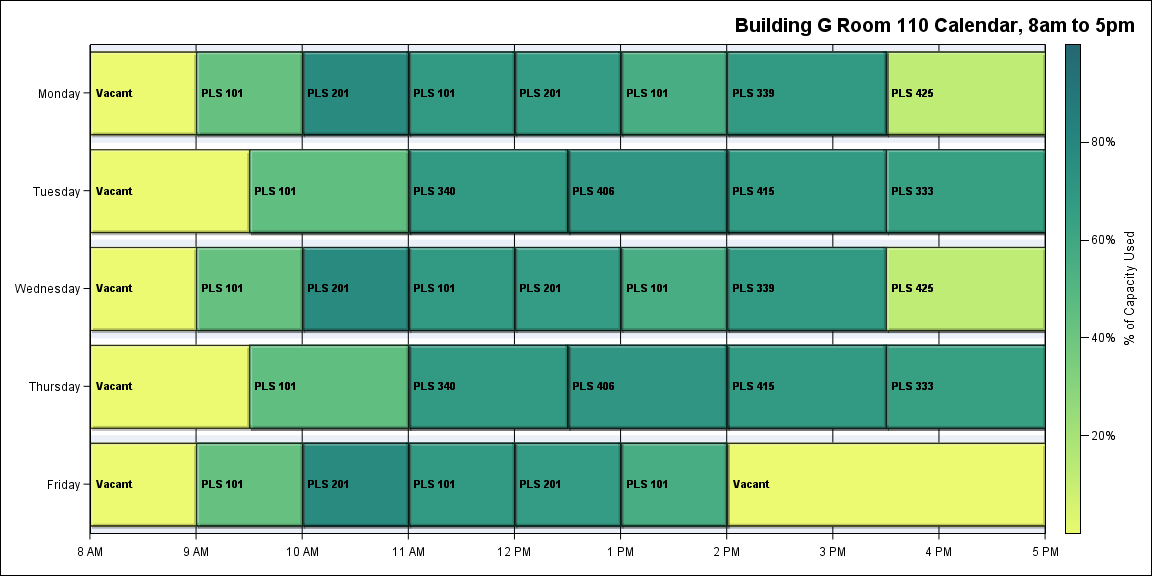 Building G Room 110 Calendar, 8am to 5pm
Monday
Vacant
PLS 101
PLS 201
PLS 101
PLS 201
PLS 101
PLS 339
PLS 425
Tuesday
Vacant
PLS 101
PLS 340
PLS 406
PLS 415
PLS 333
Wednesday
Vacant
PLS 101
PLS 201
PLS 101
PLS 201
PLS 101
PLS 339
PLS 425
Thursday
Vacant
PLS 101
PLS 340
PLS 406
PLS 415
PLS 333
Friday
Vacant
PLS 101
PLS 201
PLS 101
PLS 201
PLS 101
Vacant
8 AM
9 AM
10 AM
11 AM
12 PM
1 PM
2 PM
3 PM
4 PM
5 PM
80%
60%
40%
20%
% of Capacity Used